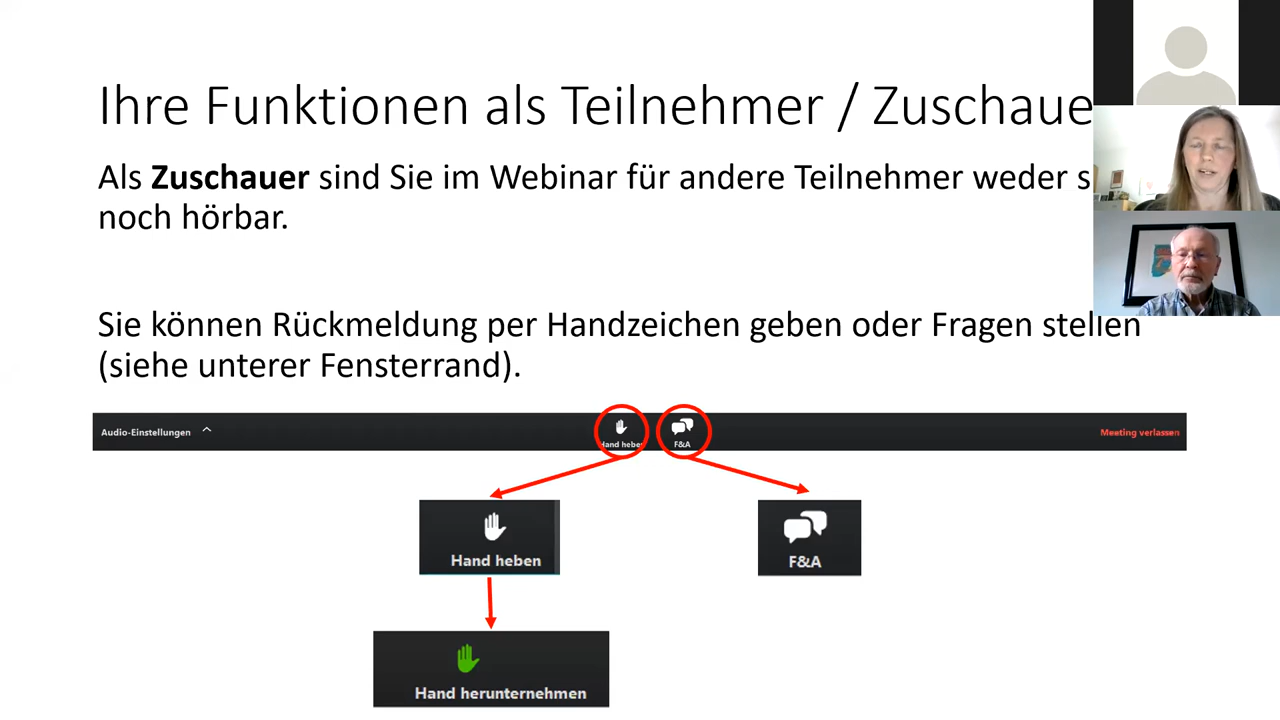 Ihre Funktionen als Teilnehmer / Zuschaue
Als Zuschauer sind Sie im Webinar für andere Teilnehmer weder s
noch hörbar.
Sie können Rückmeldung per Handzeichen geben oder Fragen stellen
(siehe unterer Fensterrand).
Audio-Einstellungen Hand heben F&A Meeting verlassen
Hand heben F&A
Hand herunternehmen